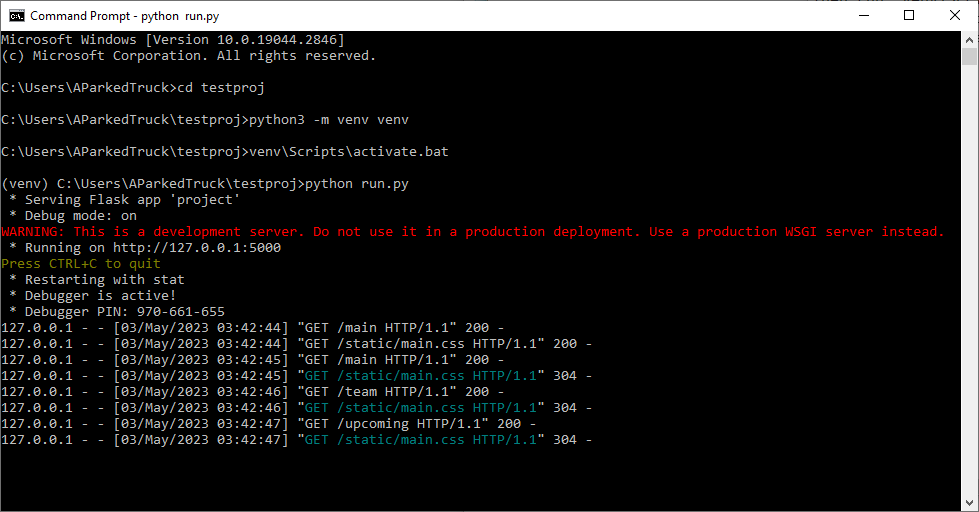 Command Prompt - python  run.py
Microsoft Windows [Version 10.0.19044.2846]
(c) Microsoft Corporation. All rights reserved.
C:\Users\AParkedTruck>cd testproj
C:\Users\AParkedTruck\testproj>python3 -m venv venv
C:\Users\AParkedTruck\testproj>venv\Scripts\activate.bat
(venv) C:\Users\AParkedTruck\testproj>python run.py
 * Serving Flask app 'project'
 * Debug mode: on
WARNING: This is a development server. Do not use it in a production deployment. Use a production WSGI server instead.
 * Running on http://127.0.0.1:5000
Press CTRL+C to quit
 * Restarting with stat
 * Debugger is active!
 * Debugger PIN: 970-661-655
127.0.0.1 - - [03/May/2023 03:42:44] "GET /main HTTP/1.1" 200 -
127.0.0.1 - - [03/May/2023 03:42:44] "GET /static/main.css HTTP/1.1" 200 -
127.0.0.1 - - [03/May/2023 03:42:45] "GET /main HTTP/1.1" 200 -
127.0.0.1 - - [03/May/2023 03:42:45] "GET /static/main.css HTTP/1.1" 304 -
127.0.0.1 - - [03/May/2023 03:42:46] "GET /team HTTP/1.1" 200 -
127.0.0.1 - - [03/May/2023 03:42:46] "GET /static/main.css HTTP/1.1" 304 -
127.0.0.1 - - [03/May/2023 03:42:47] "GET /upcoming HTTP/1.1" 200 -
127.0.0.1 - - [03/May/2023 03:42:47] "GET /static/main.css HTTP/1.1" 304 -